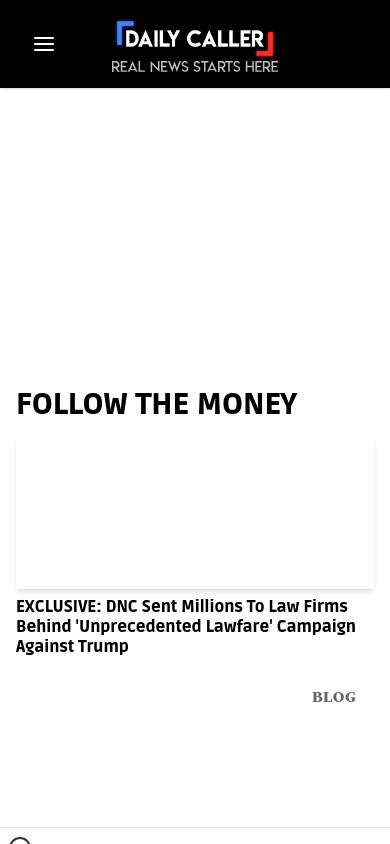 DAILY CALLER
REAL NEWS STARTS HERE
FOLLOW THE MONEY
EXCLUSIVE: DNC Sent Millions To Law Firms
Behind 'Unprecedented Lawfare' Campaign
Against Trump
BLOG